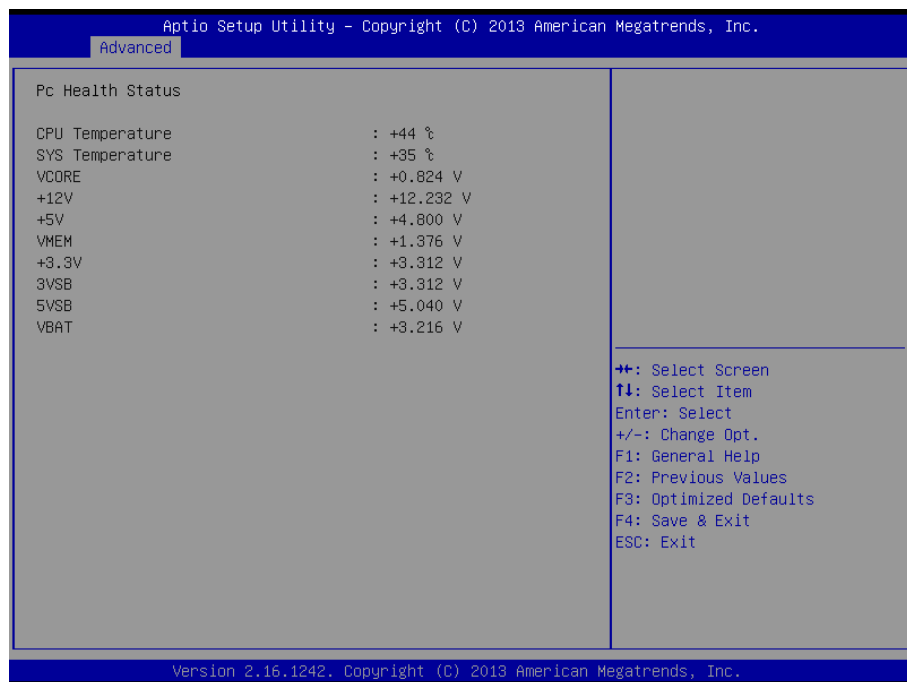 Aptio Setup Utility – Copyright (C) 2013 American Megatrends, Inc.
Advanced
Pc Health Status
CPU Temperature : +44 ℃
SYS Temperature : +35 ℃
VCORE : +0.824 V
+12V : +12.232 V
+5V : +4.800 V
VMEM : +1.376 V
+3.3V : +3.312 V
3VSB : +3.312 V
5VSB : +5.040 V
VBAT : +3.216 V
→←: Select Screen
↑↓: Select Item
Enter: Select
+/-: Change Opt.
F1: General Help
F2: Previous Values
F3: Optimized Defaults
F4: Save & Exit
ESC: Exit
Version 2.16.1242. Copyright (C) 2013 American Megatrends, Inc.